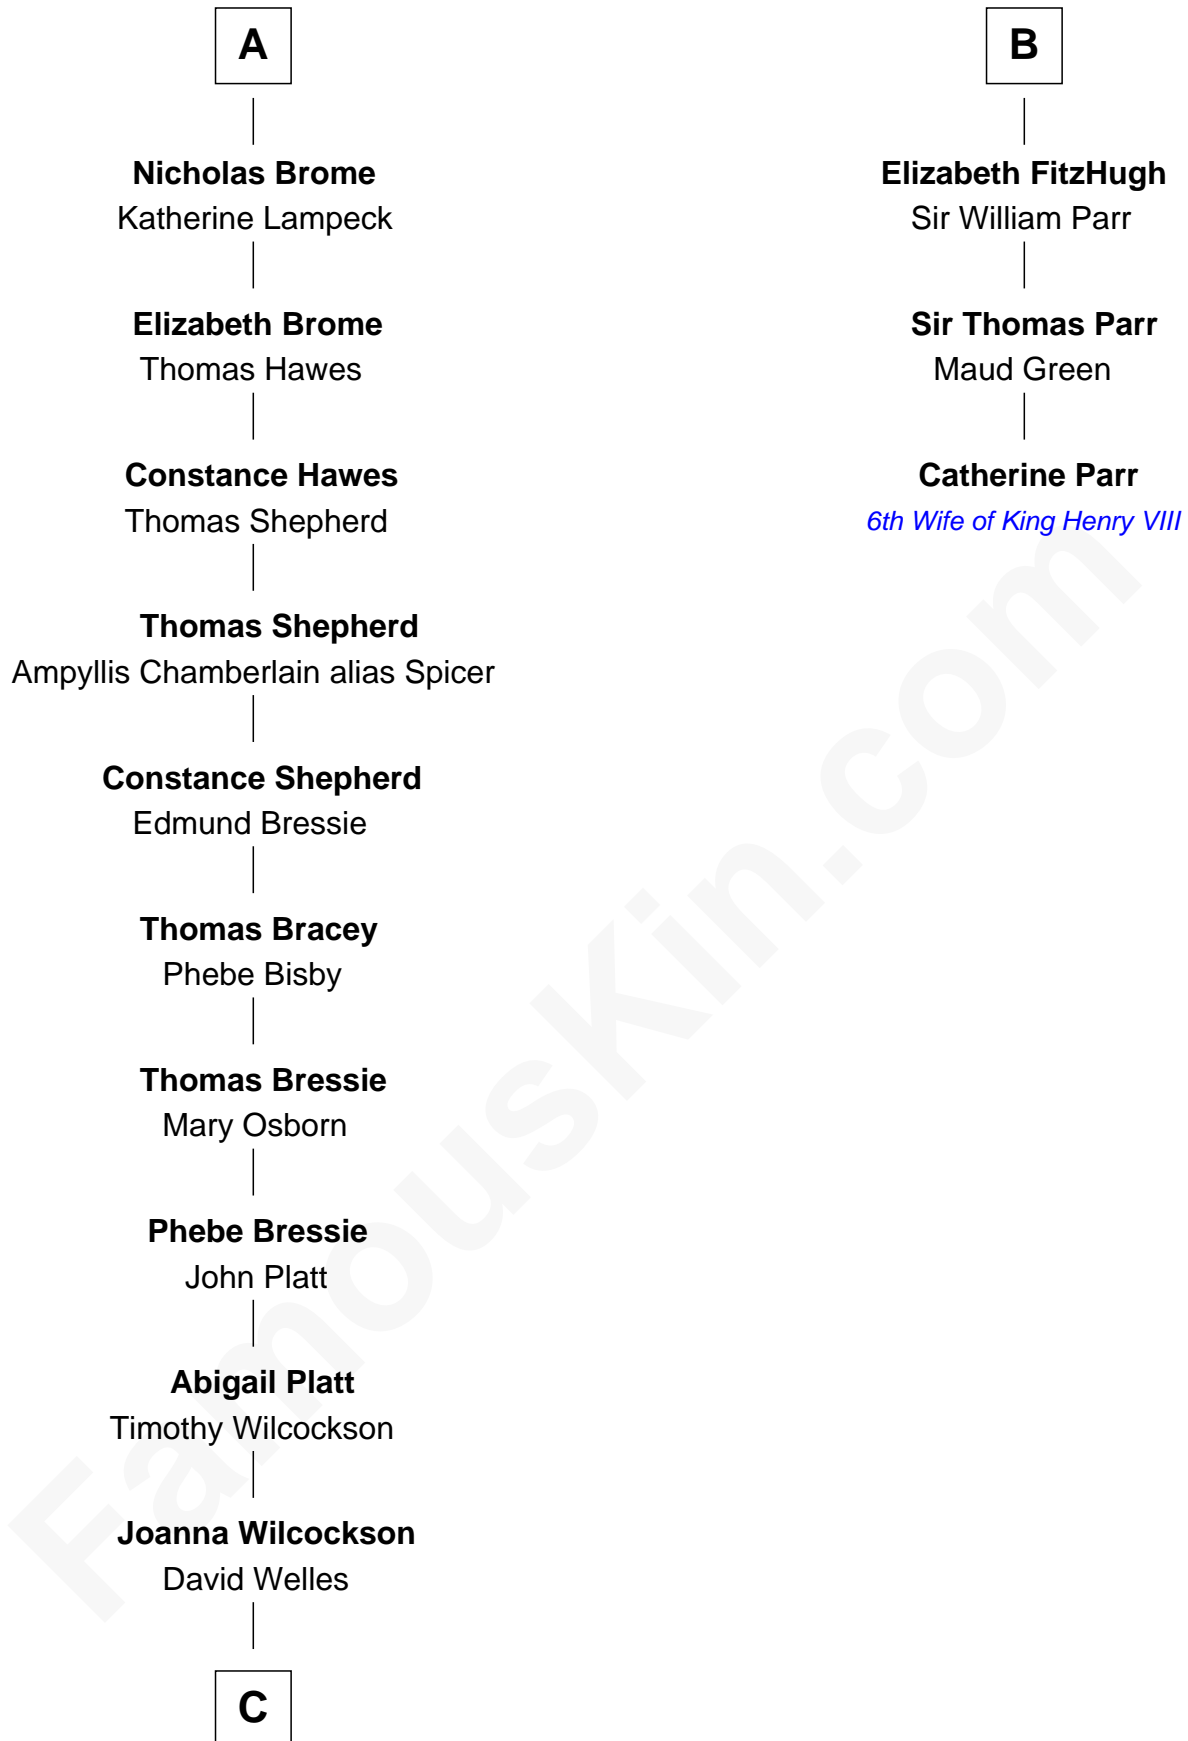 A
Nicholas Brome
Katherine Lampeck
Elizabeth Brome
Thomas Hawes
Constance Hawes
Thomas Shepherd
Thomas Shepherd
Ampyllis Chamberlain alias Spicer
Constance Shepherd
Edmund Bressie
Thomas Bracey
Phebe Bisby
Thomas Bressie
Mary Osborn
Phebe Bressie
John Platt
Abigail Platt
Timothy Wilcockson
Joanna Wilcockson
David Welles
C
B
Elizabeth FitzHugh
Sir William Parr
Sir Thomas Parr
Maud Green
Catherine Parr
6th Wife of King Henry VIII
FamousKin.com